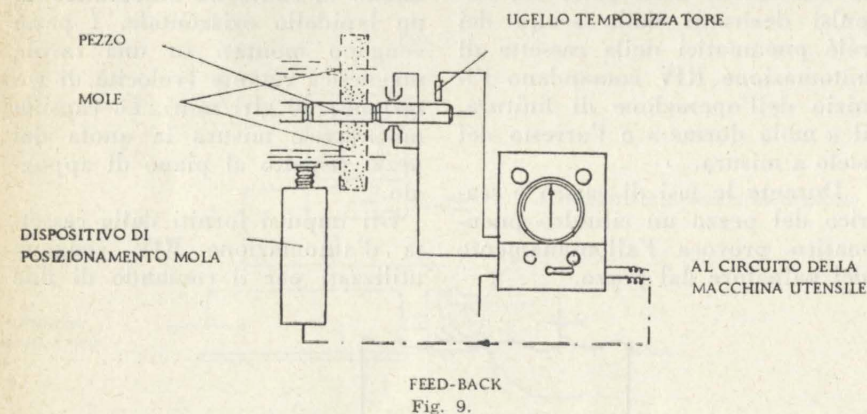 UGELLO TEMPORIZZATORE
PEZZO
MOLE
DISPOSITIVO DI
POSIZIONAMENTO MOLA
AL CIRCUITO DELLA
MACCHINA UTENSILE
FEED-BACK
Fig. 9.